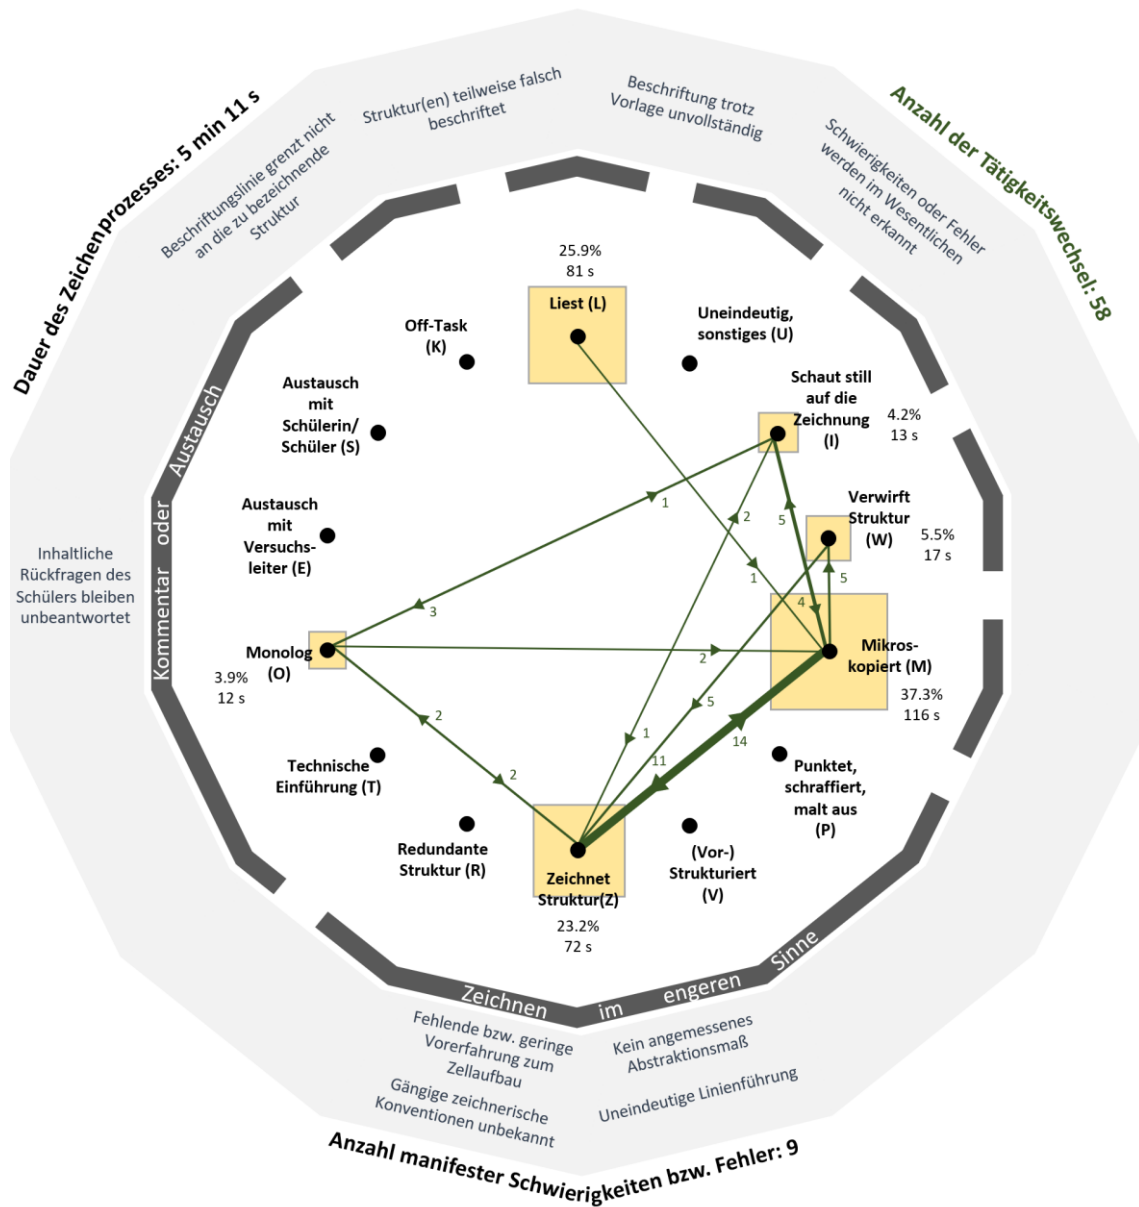 Dauer des Zeichenprozesses: 5 min 11 s
Anzahl der Tätigkeitswechsel: 58
Beschriftungslinie grenzt nicht
an die zu bezeichnende
Struktur
Struktur(en) teilweise falsch
beschriftet
Beschriftung trotz
Vorlage unvollständig
Schwierigkeiten oder Fehler
werden im Wesentlichen
nicht erkannt
Inhaltliche
Rückfragen des
Schülers bleiben
unbeantwortet
Kommentar oder Austausch
25.9%
81 s
Liest (L)
Off-Task
(K)
Uneindeutig,
sonstiges (U)
Austausch
mit
Schülerin/
Schüler (S)
Schaut still
auf die
Zeichnung
(I)
4.2%
13 s
Austausch
mit
Versuchs-
leiter (E)
Verwirft
Struktur
(W)
5.5%
17 s
1
2
5
1
5
4
3
Monolog
(O)
3.9%
12 s
2
Mikros-
kopiert (M)
37.3%
116 s
2
5
1
14
11
2
Technische
Einführung (T)
Punktet,
schraffiert,
malt aus
(P)
Redundante
Struktur (R)
(Vor-)
Strukturiert
(V)
Zeichnet
Struktur(Z)
23.2%
72 s
Zeichnen im engeren Sinne
Fehlende bzw. geringe
Vorerfahrung zum
Zellaufbau
Gängige zeichnerische
Konventionen unbekannt
Kein angemessenes
Abstraktionsmaß
Uneindeutige Linienführung
Anzahl manifester Schwierigkeiten bzw. Fehler: 9